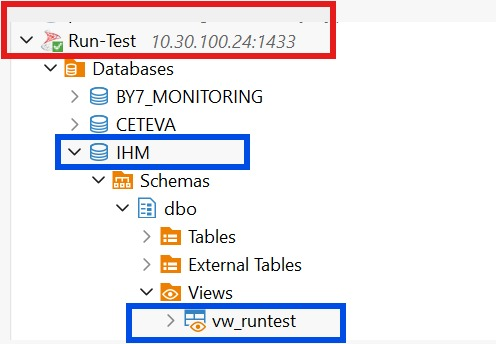 Run-Test 10.30.100.24:1433
Databases
BY7_MONITORING
CETEVA
IHM
Schemas
dbo
Tables
External Tables
Views
vw_runtest